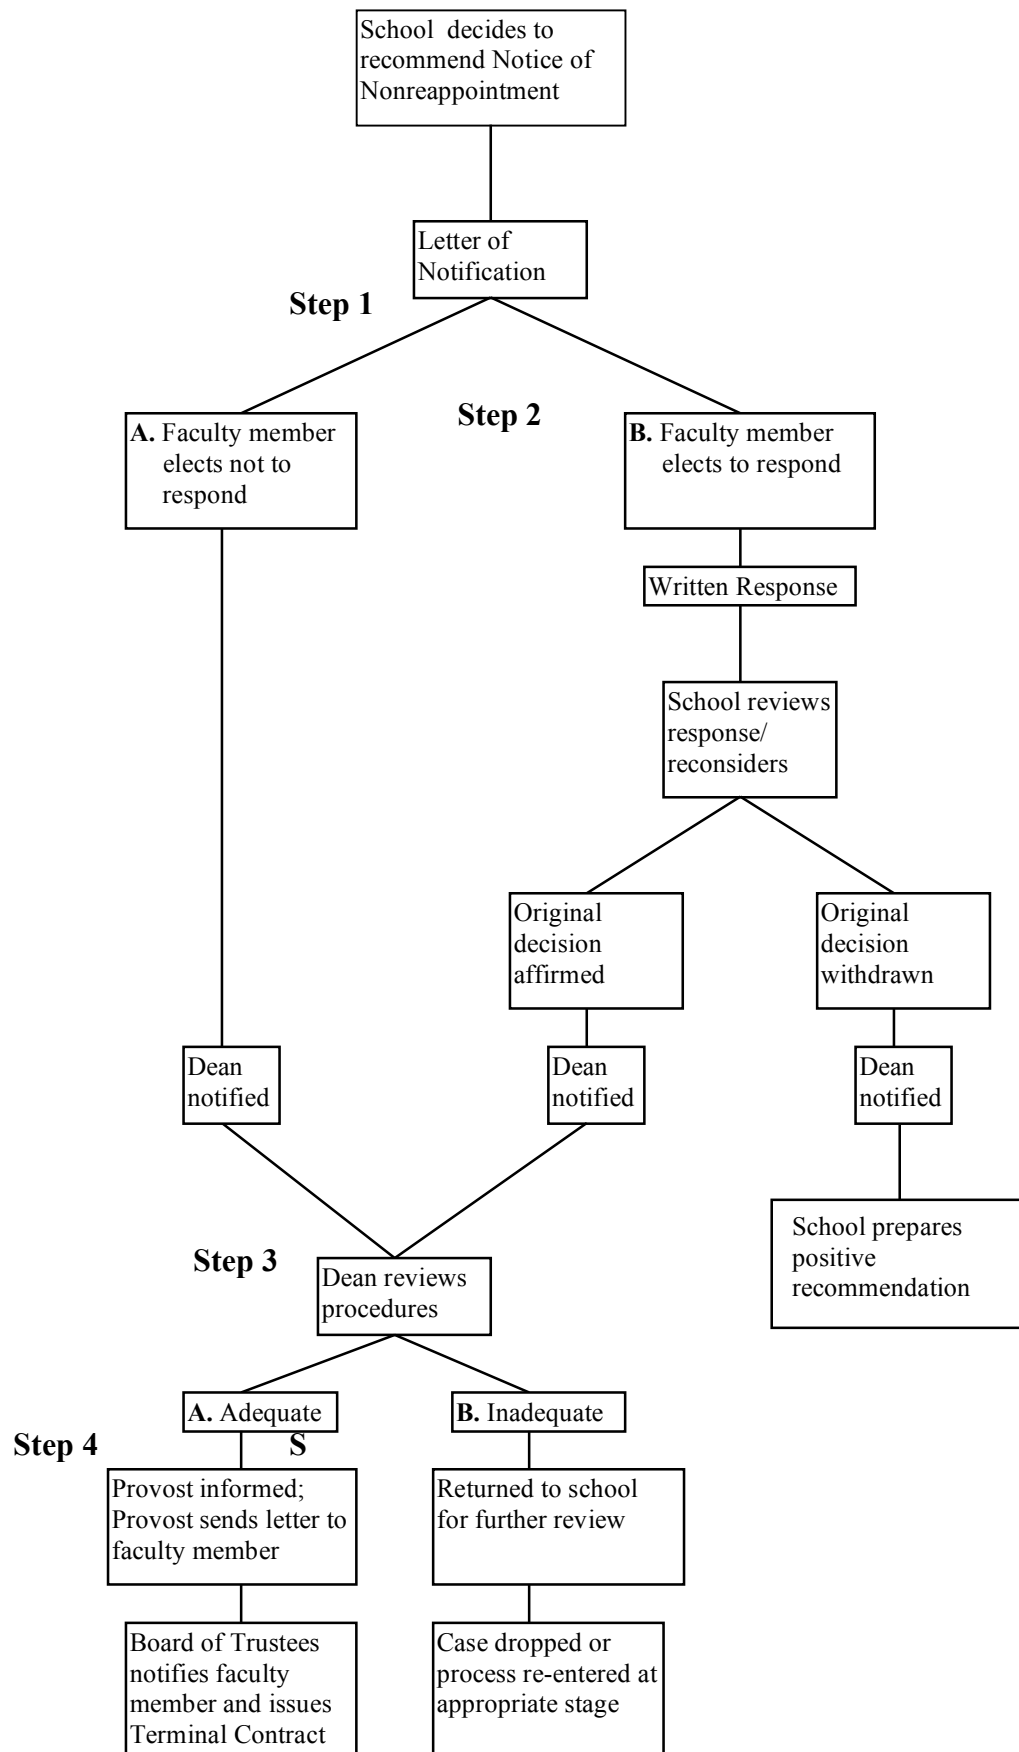 School decides to
recommend Notice of
Nonreappointment
Letter of
Notification
Step 1
Step 2
A. Faculty member
elects not to
respond
B. Faculty member
elects to respond
Written Response
School reviews
response/
reconsiders
Original
decision
affirmed
Original
decision
withdrawn
Dean
notified
Dean
notified
Dean
notified
School prepares
positive
recommendation
Step 3
Dean reviews
procedures
A. Adequate
B. Inadequate
Step 4
S
Provost informed;
Provost sends letter to
faculty member
Returned to school
for further review
Board of Trustees
notifies faculty
member and issues
Terminal Contract
Case dropped or
process re-entered at
appropriate stage